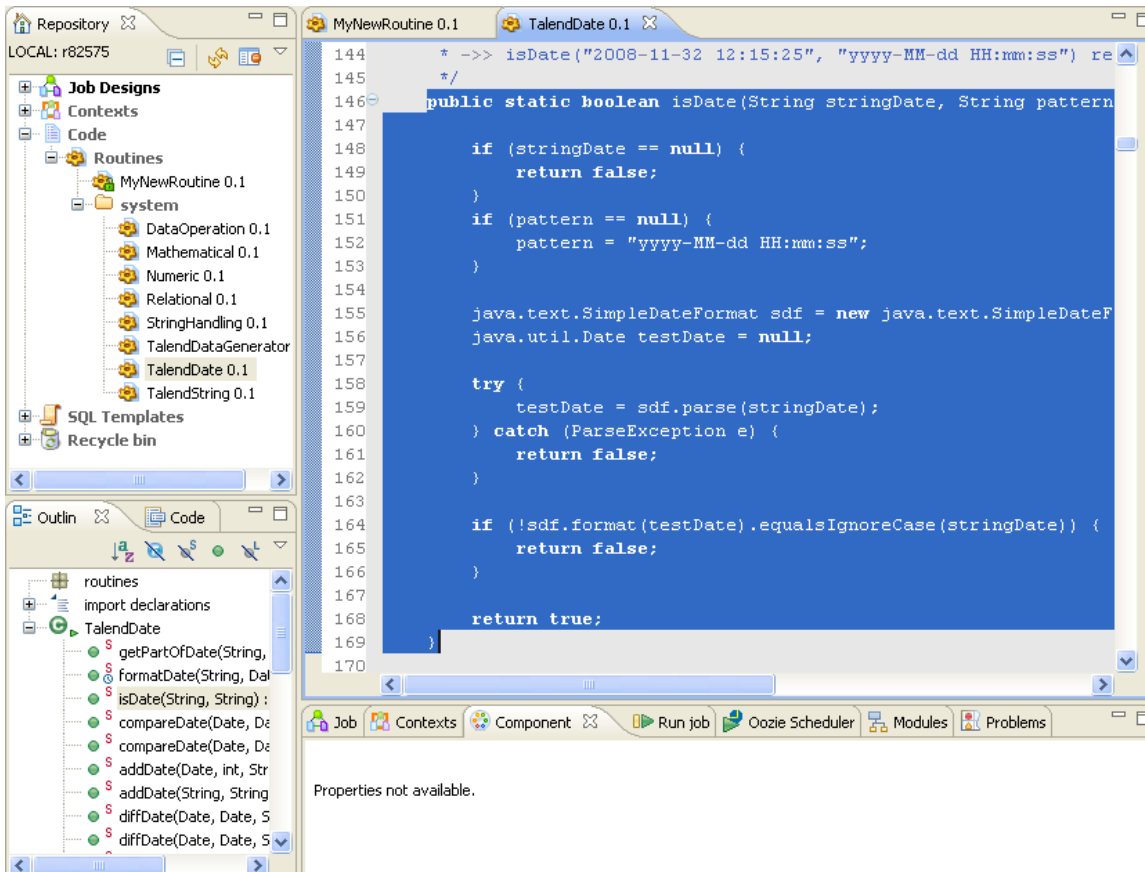 Repository
LOCAL: r82575
Job Designs
Contexts
Code
Routines
MyNewRoutine 0.1
system
DataOperation 0.1
Mathematical 0.1
Numeric 0.1
Relational 0.1
StringHandling 0.1
TalendDataGenerator
TalendDate 0.1
TalendString 0.1
SQL Templates
Recycle bin
Outlin
Code
routines
import declarations
TalendDate
getPartOfDate(String,
formatDate(String, Dat
isDate(String, String) :
compareDate(Date, Da
compareDate(Date, Da
addDate(Date, int, Str
addDate(String, String
diffDate(Date, Date, S
diffDate(Date, Date, S
MyNewRoutine 0.1
TalendDate 0.1
144 * ->> isDate("2008-11-32 12:15:25", "yyyy-MM-dd HH:mm:ss") re
145 */
146 public static boolean isDate(String stringDate, String pattern
147
148 if (stringDate == null) {
149 return false;
150 }
151 if (pattern == null) {
152 pattern = "yyyy-MM-dd HH:mm:ss";
153 }
154
155 java.text.SimpleDateFormat sdf = new java.text.SimpleDateF
156 java.util.Date testDate = null;
157
158 try {
159 testDate = sdf.parse(stringDate);
160 } catch (ParseException e) {
161 return false;
162 }
163
164 if (!sdf.format(testDate).equalsIgnoreCase(stringDate)) {
165 return false;
166 }
167
168 return true;
169 }
170
Job
Contexts
Component
Run job
Oozie Scheduler
Modules
Problems
Properties not available.